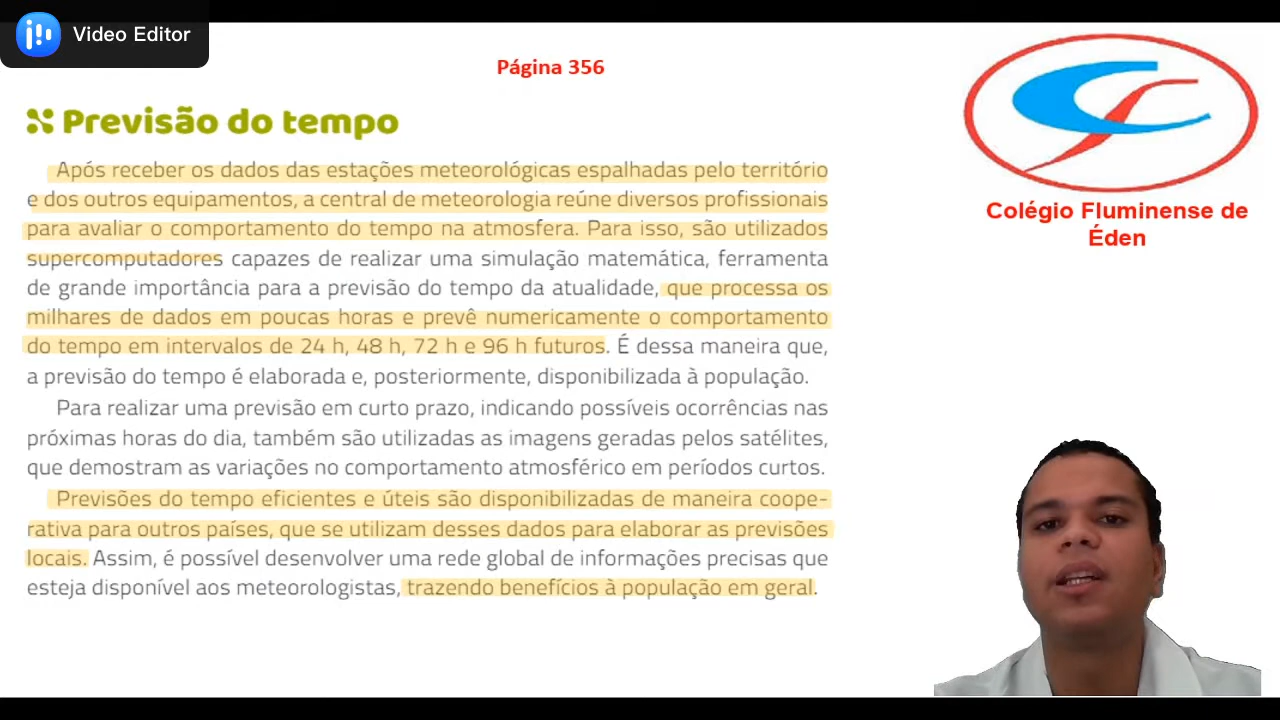 Video Editor
Página 356
Previsão do tempo
Após receber os dados das estações meteorológicas espalhadas pelo território
e dos outros equipamentos, a central de meteorologia reúne diversos profissionais
para avaliar o comportamento do tempo na atmosfera. Para isso, são utilizados
supercomputadores capazes de realizar uma simulação matemática, ferramenta
de grande importância para a previsão do tempo da atualidade, que processa os
milhares de dados em poucas horas e prevê numericamente o comportamento
do tempo em intervalos de 24 h, 48 h, 72 h e 96 h futuros. É dessa maneira que,
a previsão do tempo é elaborada e, posteriormente, disponibilizada à população.
Para realizar uma previsão em curto prazo, indicando possíveis ocorrências nas
próximas horas do dia, também são utilizadas as imagens geradas pelos satélites,
que demostram as variações no comportamento atmosférico em períodos curtos.
Previsões do tempo eficientes e úteis são disponibilizadas de maneira coope-
rativa para outros países, que se utilizam desses dados para elaborar as previsões
locais. Assim, é possível desenvolver uma rede global de informações precisas que
esteja disponível aos meteorologistas, trazendo benefícios à população em geral.
Colégio Fluminense de
Éden